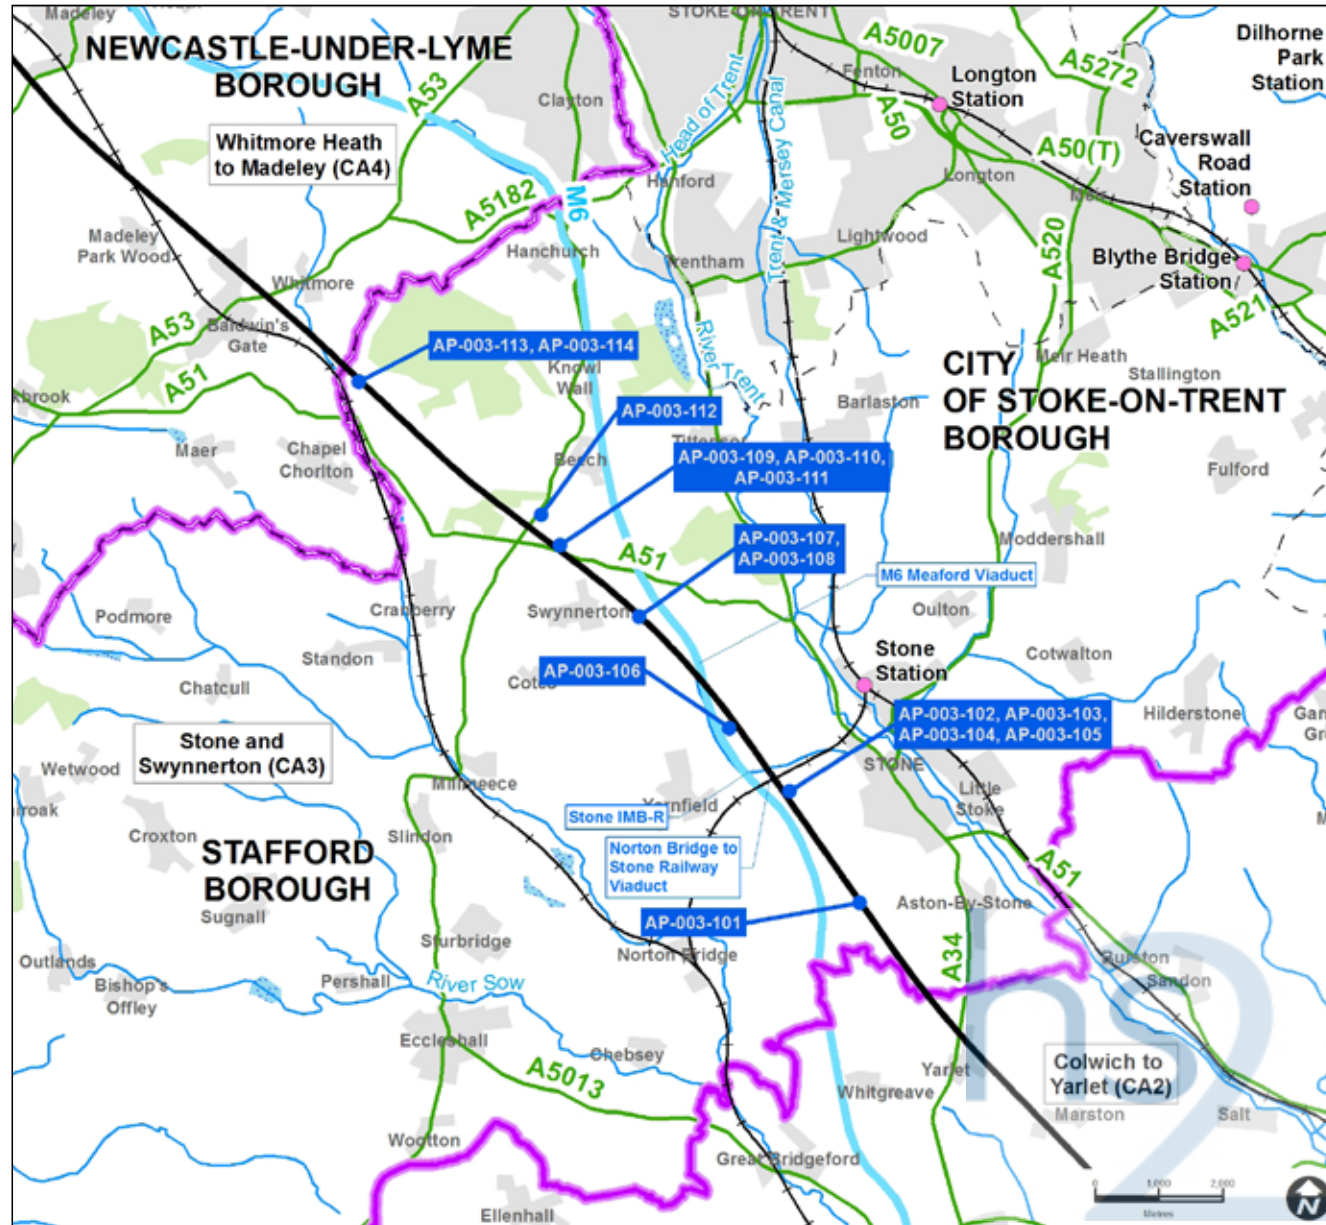 Madeley
STOKE-ON-TRENT
NEWCASTLE-UNDER-LYME
BOROUGH
A53
Clayton
Head of Trent
Trent & Mersey Canal
A5007
Fenton
A50
Longton
Station
A5272
Dilhorne
Park
Station
Whitmore Heath
to Madeley (CA4)
A5182
M6
Hanford
Longton
A50(T)
Meir
Caverswall
Road
Station
Madeley
Park Wood
Hanchurch
Trentham
Lightwood
A520
Blythe Bridge
Station
A521
Whitmore
A53
Baldwin's
Gate
A51
AP-003-113, AP-003-114
Knowl
Wall
River Trent
Meir Heath
Stallington
CITY
OF STOKE-ON-TRENT
BOROUGH
AP-003-112
Barlaston
Maer
Chapel
Chorlton
Beech
AP-003-109, AP-003-110,
AP-003-111
Fulford
AP-003-107,
AP-003-108
A51
Moddershall
M6 Meaford Viaduct
Podmore
Cranberry
Swynnerton
Oulton
Standon
Stone
Station
Cotwalton
AP-003-106
Chatcull
Hilderstone
AP-003-102, AP-003-103,
AP-003-104, AP-003-105
Stone and
Swynnerton (CA3)
Wetwood
STONE
Little
Stoke
Stone IMB-R
Yarnfield
Croxton
Slindon
STAFFORD
BOROUGH
Norton Bridge to
Stone Railway
Viaduct
A51
Sugnall
AP-003-101
Aston-By-Stone
Sturbridge
A34
Norton Bridge
Outlands
Bishop's
Offley
Pershall
River Sow
Burston
Sandon
Eccleshall
Chebsey
Yarlet
Colwich to
Yarlet (CA2)
A5013
Whitgreave
Marston
Salt
Wootton
Great Bridgeford
hs2
0 1,000 2,000
Metres
N
Ellenhall